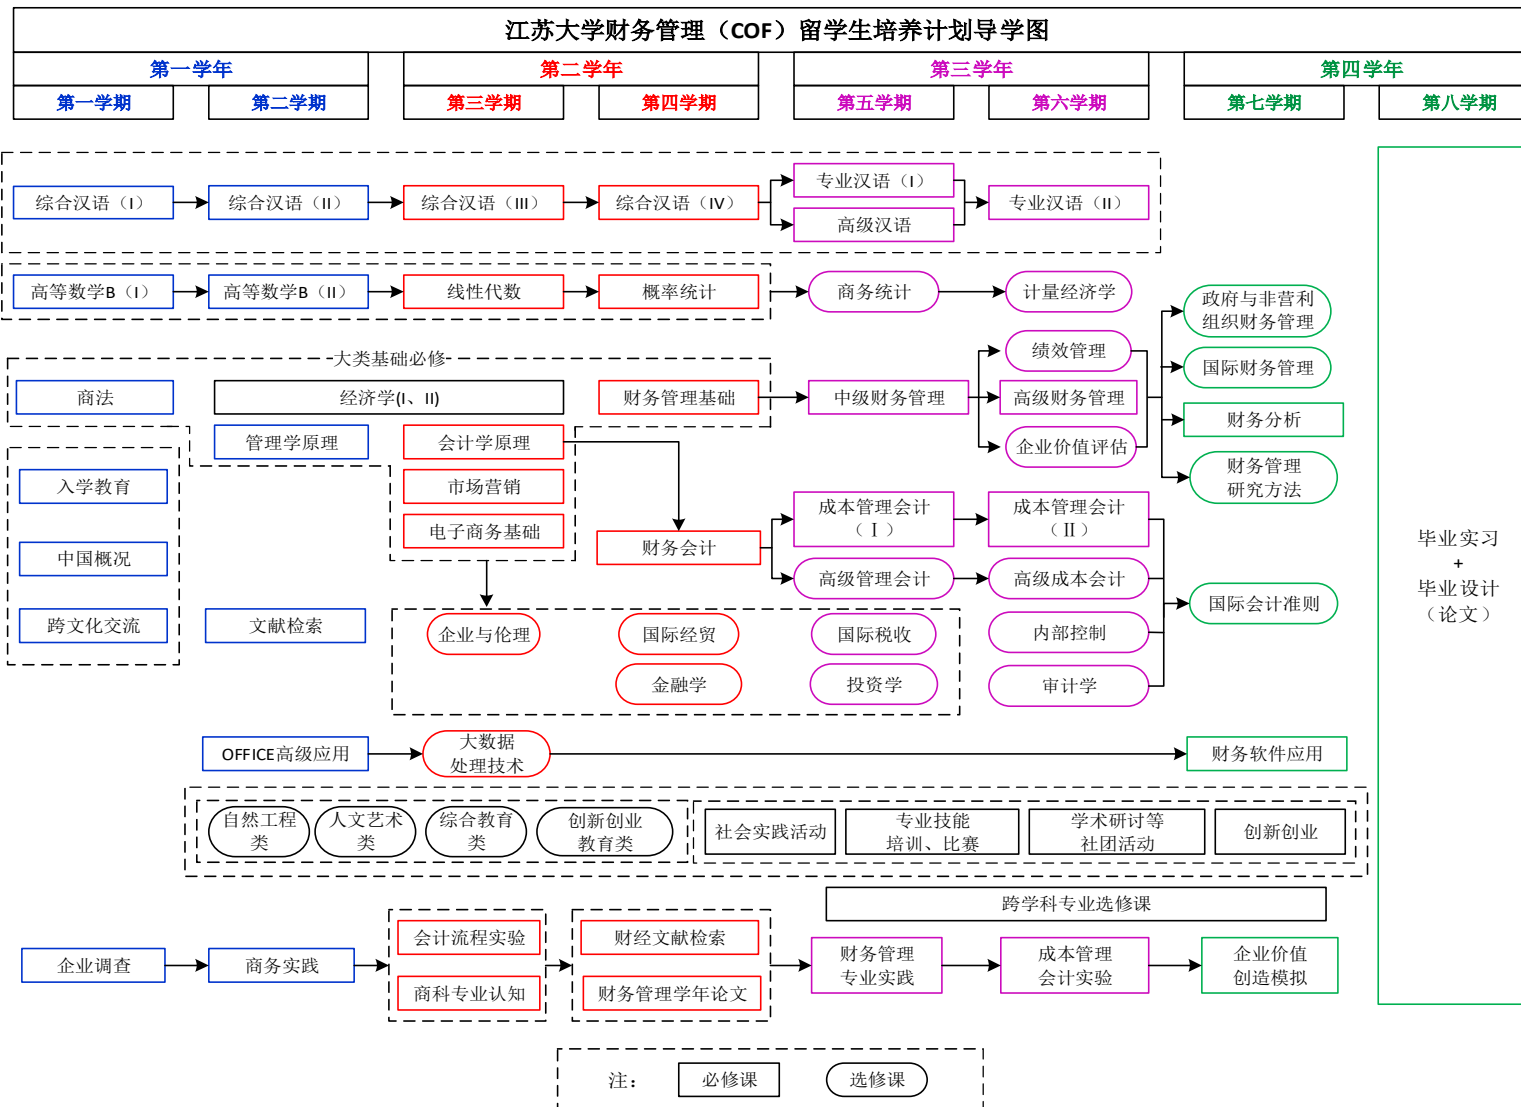 江苏大学财务管理（COF）留学生培养计划导学图
第一学年
第二学年
第三学年
第四学年
第一学期
第二学期
第三学期
第四学期
第五学期
第六学期
第七学期
第八学期
综合汉语（I）
综合汉语（II）
综合汉语（III）
综合汉语（IV）
专业汉语（I）
高级汉语
专业汉语（II）
高等数学B（I）
高等数学B（II）
线性代数
概率统计
商务统计
计量经济学
政府与非营利
组织财务管理
大类基础必修
商法
经济学(I、II)
财务管理基础
中级财务管理
绩效管理
高级财务管理
企业价值评估
国际财务管理
财务分析
财务管理
研究方法
管理学原理
会计学原理
市场营销
电子商务基础
入学教育
中国概况
跨文化交流
文献检索
财务会计
成本管理会计
（Ⅰ）
成本管理会计
（Ⅱ）
高级管理会计
高级成本会计
国际会计准则
企业与伦理
国际经贸
国际税收
内部控制
金融学
投资学
审计学
毕业实习
+
毕业设计
（论文）
OFFICE高级应用
大数据
处理技术
财务软件应用
自然工程
类
人文艺术
类
综合教育
类
创新创业
教育类
社会实践活动
专业技能
培训、比赛
学术研讨等
社团活动
创新创业
跨学科专业选修课
企业调查
商务实践
会计流程实验
商科专业认知
财经文献检索
财务管理学年论文
财务管理
专业实践
成本管理
会计实验
企业价值
创造模拟
注：
必修课
选修课